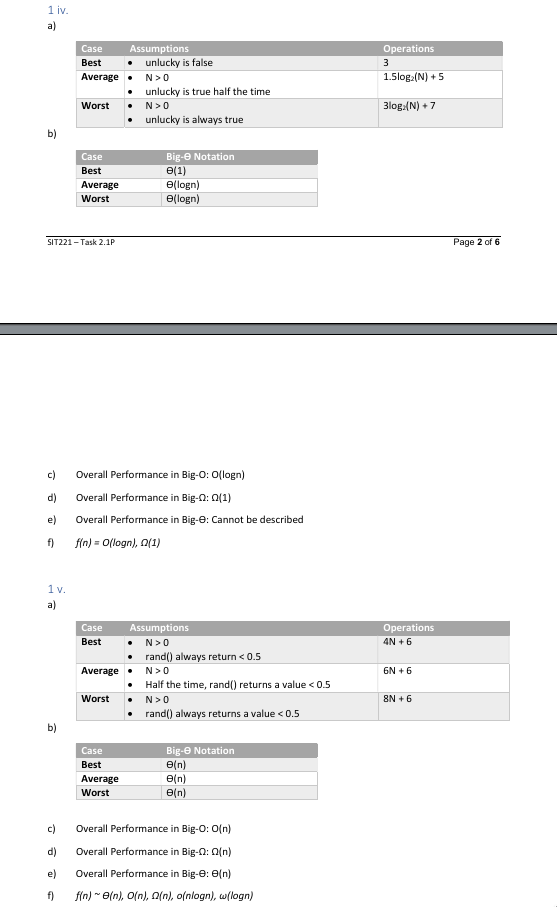 1 iv.
a)
Case Assumptions Operations
Best • unlucky is false 3
Average • N > 0 1.5log₂(N) + 5
• unlucky is true half the time
Worst • N > 0 3log₂(N) + 7
• unlucky is always true
b)
Case Big-ϴ Notation
Best ϴ(1)
Average ϴ(logn)
Worst ϴ(logn)
SIT221 – Task 2.1P Page 2 of 6
c) Overall Performance in Big-O: O(logn)
d) Overall Performance in Big-Ω: Ω(1)
e) Overall Performance in Big-ϴ: Cannot be described
f) f(n) = O(logn), Ω(1)
1 v.
a)
Case Assumptions Operations
Best • N > 0 4N + 6
• rand() always return < 0.5
Average • N > 0 6N + 6
• Half the time, rand() returns a value < 0.5
Worst • N > 0 8N + 6
• rand() always returns a value < 0.5
b)
Case Big-ϴ Notation
Best ϴ(n)
Average ϴ(n)
Worst ϴ(n)
c) Overall Performance in Big-O: O(n)
d) Overall Performance in Big-Ω: Ω(n)
e) Overall Performance in Big-ϴ: ϴ(n)
f) f(n) ~ ϴ(n), O(n), Ω(n), o(nlogn), ω(logn)